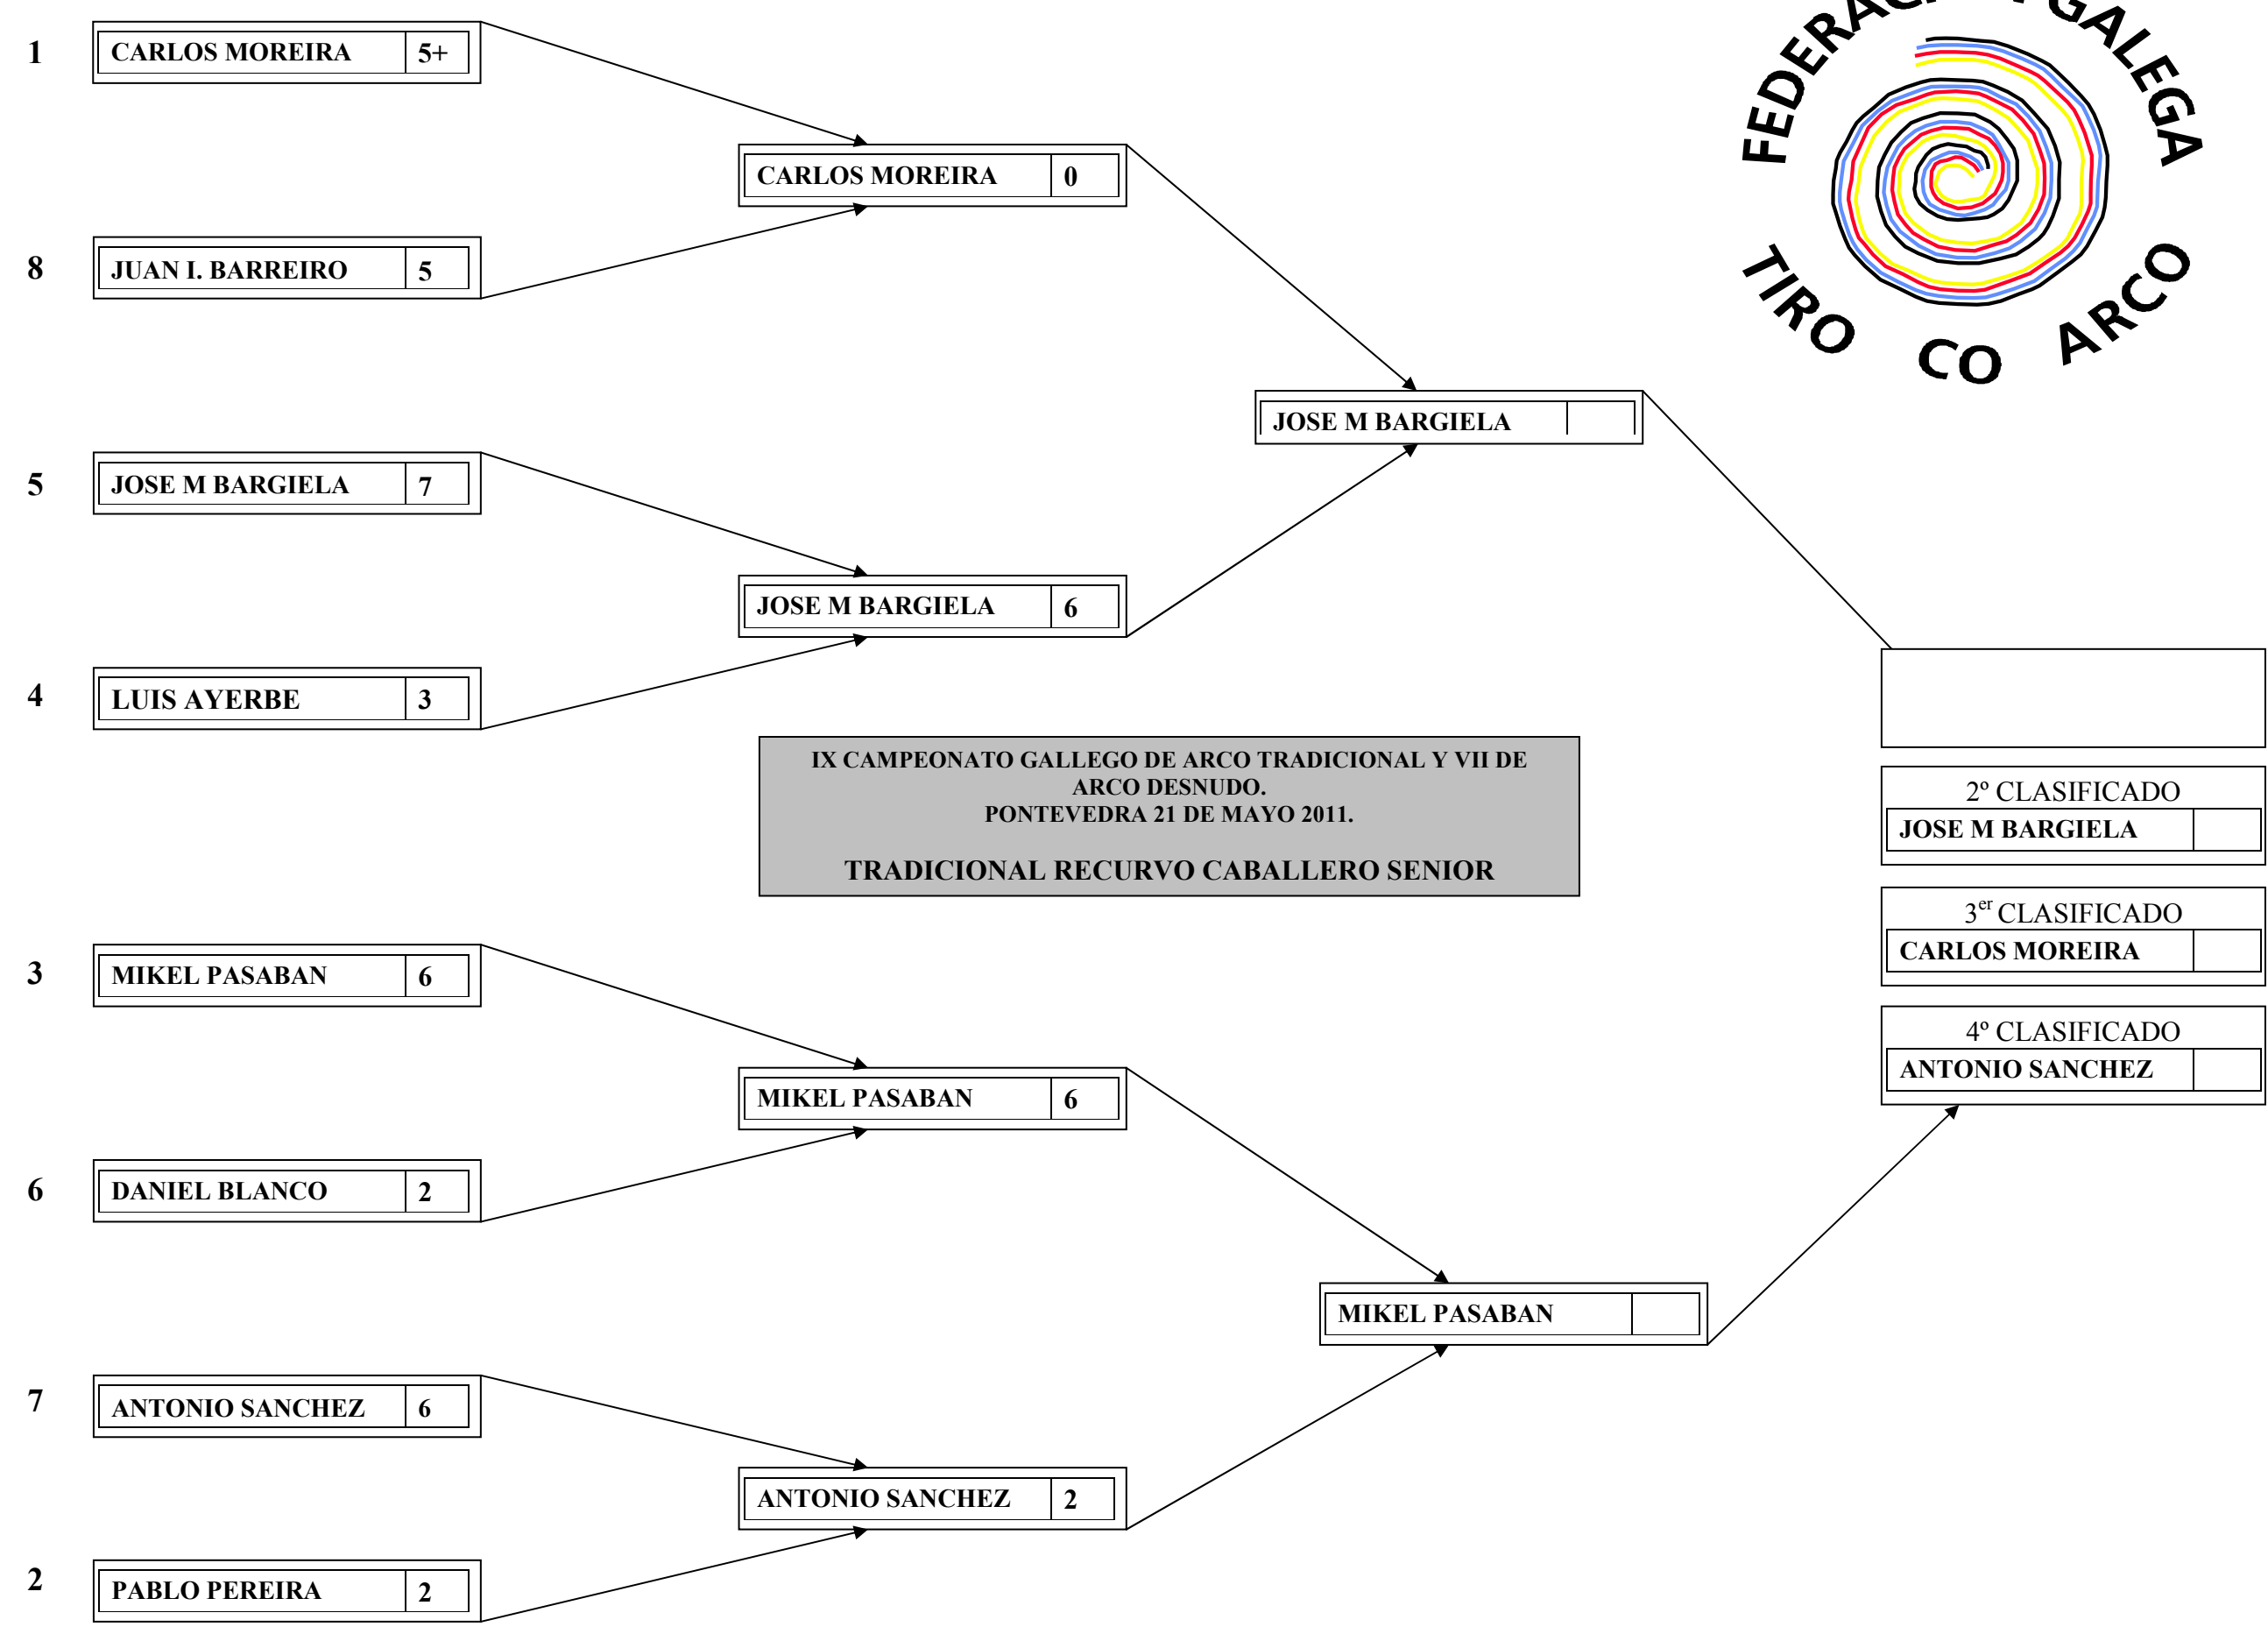 GALEGA
TIRO CO ARCO
1 CARLOS MOREIRA 5+
CARLOS MOREIRA 0
8 JUAN I. BARREIRO 5
JOSE M BARGIELA
5 JOSE M BARGIELA 7
JOSE M BARGIELA 6
4 LUIS AYERBE 3
IX CAMPEONATO GALLEGO DE ARCO TRADICIONAL Y VII DE
ARCO DESNUDO.
PONTEVEDRA 21 DE MAYO 2011.
TRADICIONAL RECURVO CABALLERO SENIOR
2º CLASIFICADO
JOSE M BARGIELA
3er CLASIFICADO
CARLOS MOREIRA
4º CLASIFICADO
ANTONIO SANCHEZ
3 MIKEL PASABAN 6
MIKEL PASABAN 6
6 DANIEL BLANCO 2
MIKEL PASABAN
7 ANTONIO SANCHEZ 6
ANTONIO SANCHEZ 2
2 PABLO PEREIRA 2